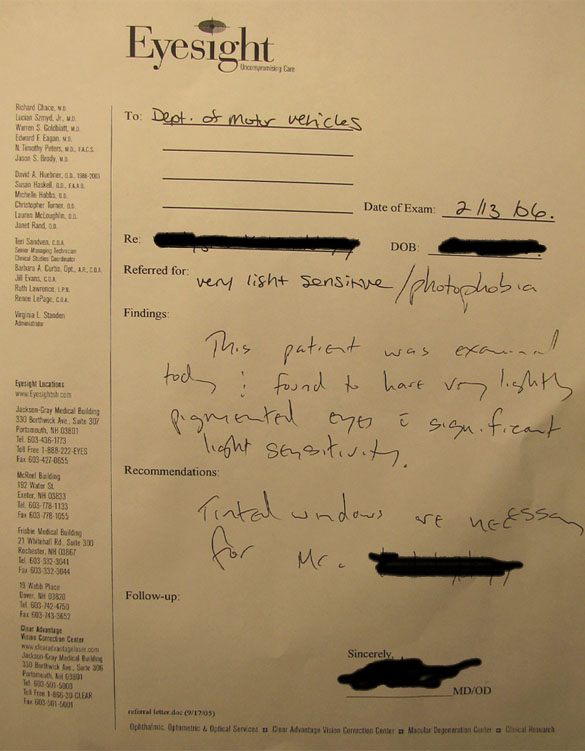 Eyesight
Uncompromising Care
Richard Chace, M.D.
Lucian Szmyd, Jr., M.D.
Warren S. Goldblatt, M.D.
Edward F. Eagan, M.D.
N. Timothy Peters, M.D., F.A.C.S.
Jason S. Brady, M.D.
David A. Huebner, O.D., 1986-2003
Susan Haskell, O.D., F.A.A.O.
Michelle Hobbs, O.D.
Christopher Turner, O.D.
Lauren McLoughlin, O.D.
Janet Rand, O.D.
Teri Sandven, C.O.A.
Senior Managing Technician
Clinical Studies Coordinator
Barbara A. Curtis, Opt., A.P., C.O.A.
Jill Evans, C.O.A.
Ruth Lawrence, L.P.N.
Renee LePage, C.O.A.
Virginia L. Standen
Administrator
Eyesight Locations
www.Eyesightnh.com
Jackson-Gray Medical Building
330 Borthwick Ave., Suite 307
Portsmouth, NH 03801
Tel. 603-436-1773
Toll Free 1-888-222-EYES
Fax 603-427-0655
McReel Building
192 Water St.
Exeter, NH 03833
Tel. 603-778-1133
Fax 603-778-1055
Frisbie Medical Building
21 Whitehall Rd., Suite 300
Rochester, NH 03867
Tel. 603-332-3041
Fax 603-332-3044
19 Webb Place
Dover, NH 03820
Tel. 603-742-4750
Fax 603-743-3652
Clear Advantage
Vision Correction Center
www.clearadvantagelaser.com
Jackson-Gray Medical Building
330 Borthwick Ave., Suite 306
Portsmouth, NH 03801
Tel. 603-501-5000
Toll Free 1-866-20-CLEAR
Fax 603-501-5001
To: Dept. of motor vehicles
Date of Exam: 2/13/06.
Re:
DOB:
Referred for: very light sensitive/photophobia
Findings:
This patient was examined
today & found to have very lightly
pigmented eyes c̄ significant
light sensitivity.
Recommendations:
Tinted windows are necessary
for Mr.
Follow-up:
Sincerely,
MD/OD
referral letter.doc (9/17/05)
Ophthalmic, Optometric & Optical Services ◘ Clear Advantage Vision Correction Center ◘ Macular Degeneration Center ◘ Clinical Research